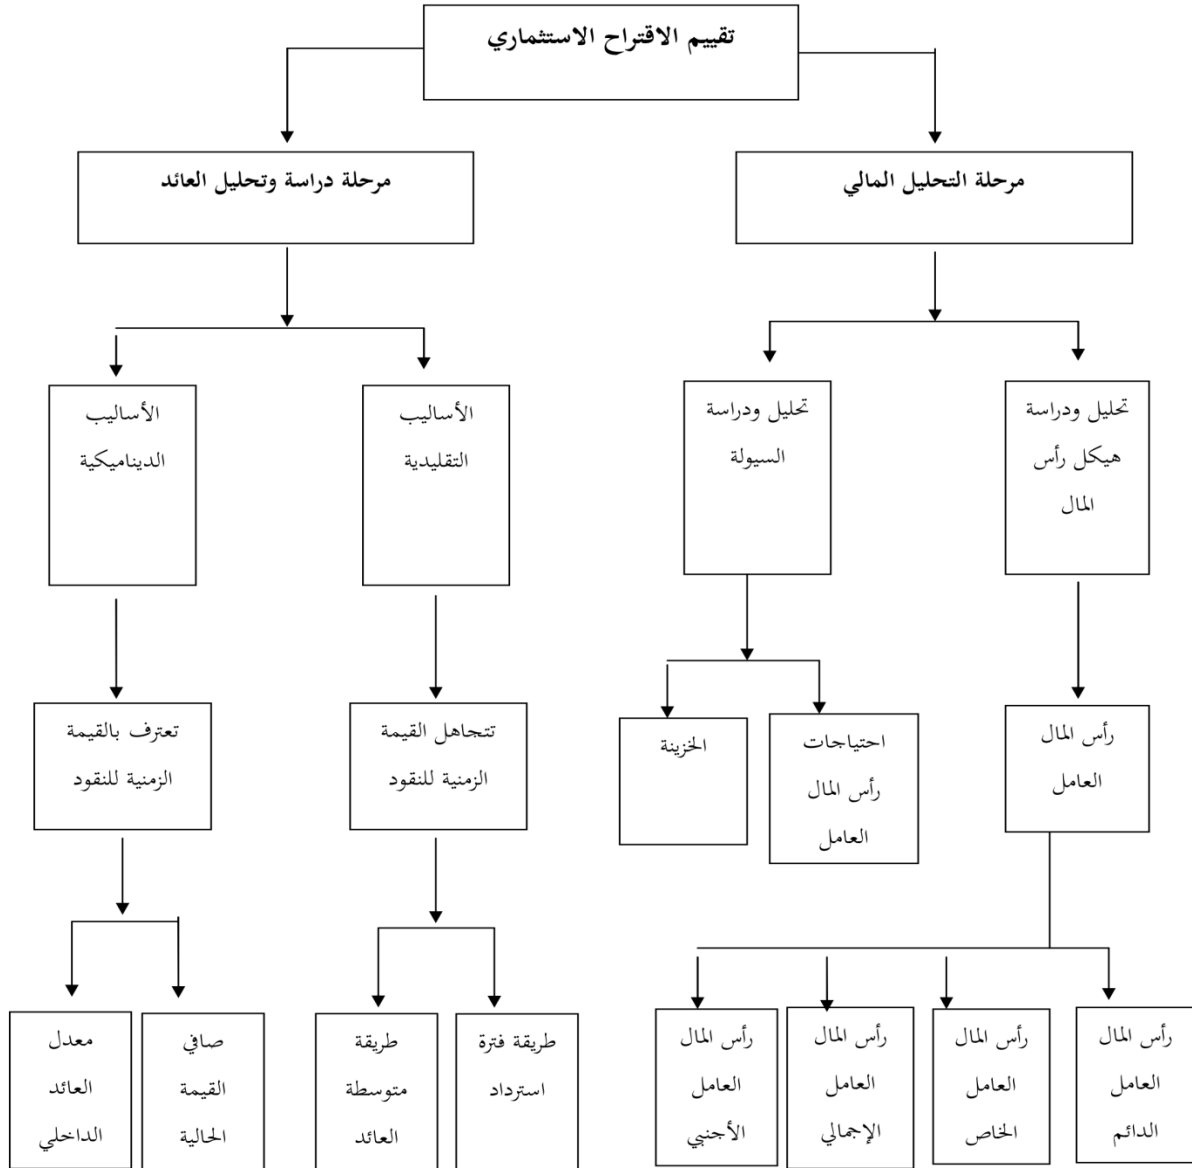 تقييم الاقتراح الاستثماري
مرحلة التحليل المالي
مرحلة دراسة وتحليل العائد
تحليل ودراسة
هيكل رأس
المال
تحليل ودراسة
السيولة
الأساليب
التقليدية
الأساليب
الديناميكية
رأس المال
العامل
احتياجات
رأس المال
العامل
الخزينة
تتجاهل القيمة
الزمنية للنقود
تعترف بالقيمة
الزمنية للنقود
رأس المال
العامل
الدائم
رأس المال
العامل
الخاص
رأس المال
العامل
الإجمالي
رأس المال
العامل
الأجنبي
طريقة فترة
استرداد
طريقة
متوسطة
العائد
صافي
القيمة
الحالية
معدل
العائد
الداخلي